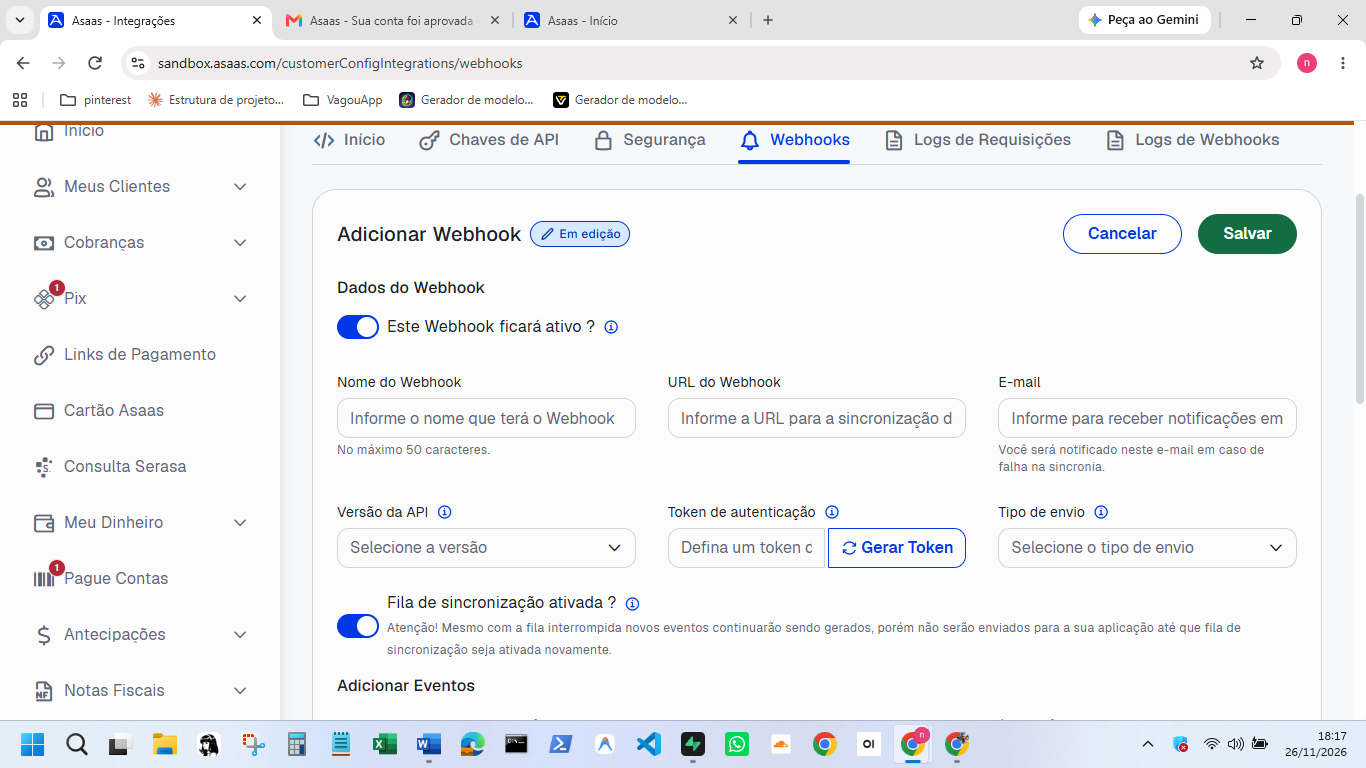 Asaas - Integrações
Asaas - Sua conta foi aprovada
Asaas - Início
Peça ao Gemini
sandbox.asaas.com/customerConfigIntegrations/webhooks
n
pinterest
Estrutura de projeto...
VagouApp
Gerador de modelo...
Gerador de modelo...
Início
Meus Clientes
Cobranças
1
Pix
Links de Pagamento
Cartão Asaas
Consulta Serasa
Meu Dinheiro
1
Pague Contas
Antecipações
Notas Fiscais
Início
Chaves de API
Segurança
Webhooks
Logs de Requisições
Logs de Webhooks
Adicionar Webhook
Em edição
Cancelar
Salvar
Dados do Webhook
Este Webhook ficará ativo ?
Nome do Webhook
URL do Webhook
E-mail
Informe o nome que terá o Webhook
Informe a URL para a sincronização d
Informe para receber notificações em
No máximo 50 caracteres.
Você será notificado neste e-mail em caso de
falha na sincronia.
Versão da API
Token de autenticação
Tipo de envio
Selecione a versão
Defina um token d
Gerar Token
Selecione o tipo de envio
Fila de sincronização ativada ?
Atenção! Mesmo com a fila interrompida novos eventos continuarão sendo gerados, porém não serão enviados para a sua aplicação até que fila de
sincronização seja ativada novamente.
Adicionar Eventos
18:17
26/11/2026